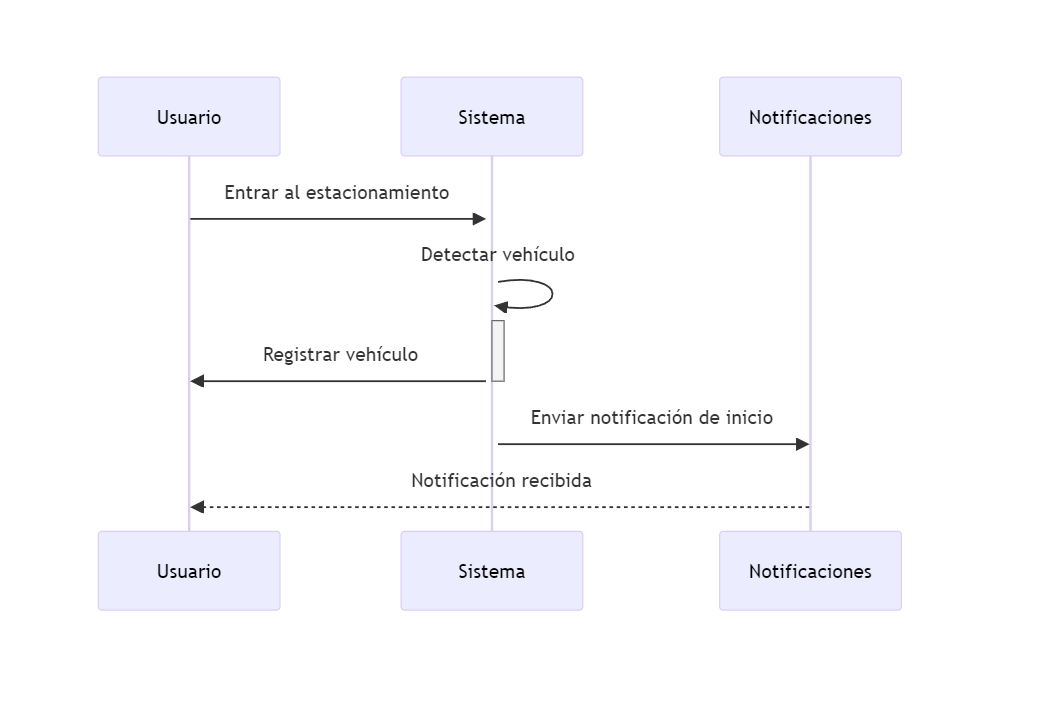 Usuario
Sistema
Notificaciones
Entrar al estacionamiento
Detectar vehículo
Registrar vehículo
Enviar notificación de inicio
Notificación recibida
Usuario
Sistema
Notificaciones